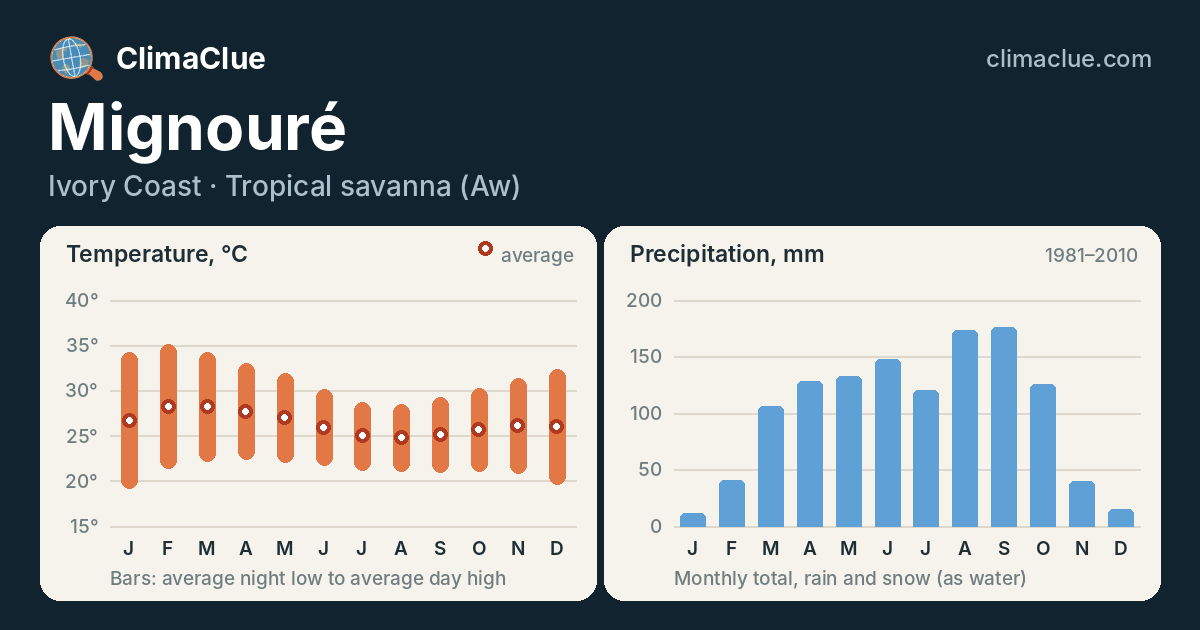 ClimaClue
climaclue.com
Mignouré
Ivory Coast · Tropical savanna (Aw)
Temperature, °C
average
40°
35°
30°
25°
20°
15°
J F M A M J J A S O N D
Bars: average night low to average day high
Precipitation, mm
1981–2010
200
150
100
50
0
J F M A M J J A S O N D
Monthly total, rain and snow (as water)